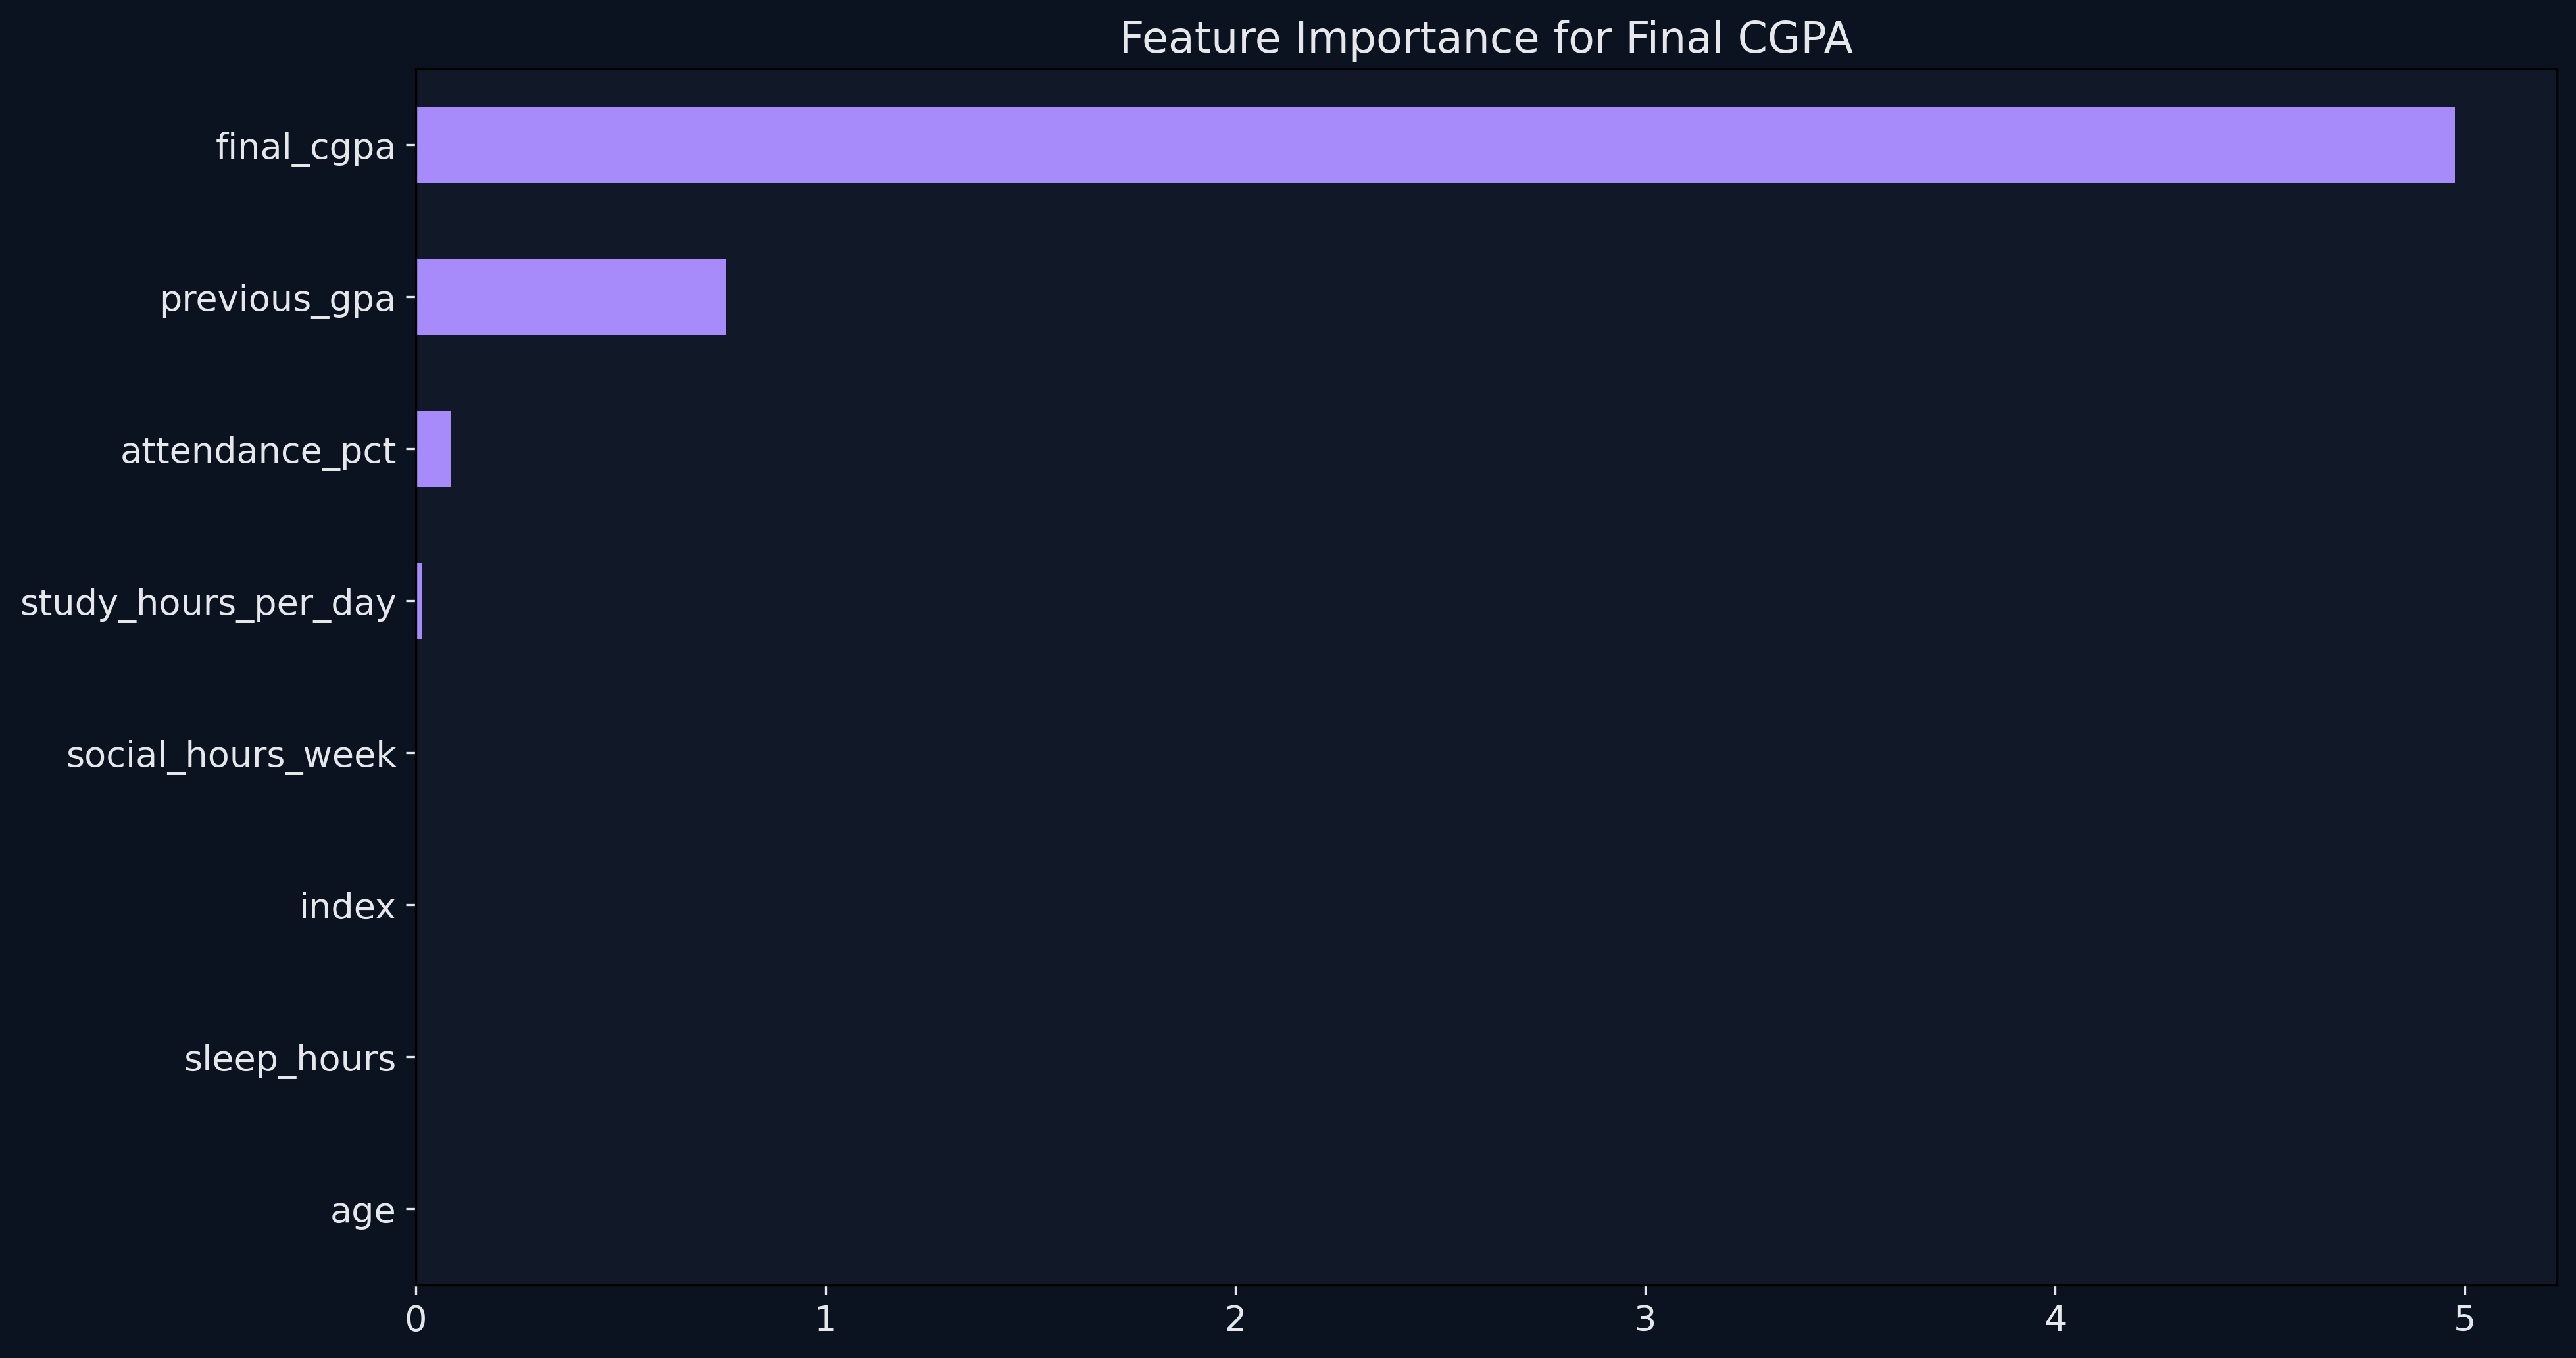 Feature Importance for Final CGPA
final_cgpa
previous_gpa
attendance_pct
study_hours_per_day
social_hours_week
index
sleep_hours
age
0 1 2 3 4 5